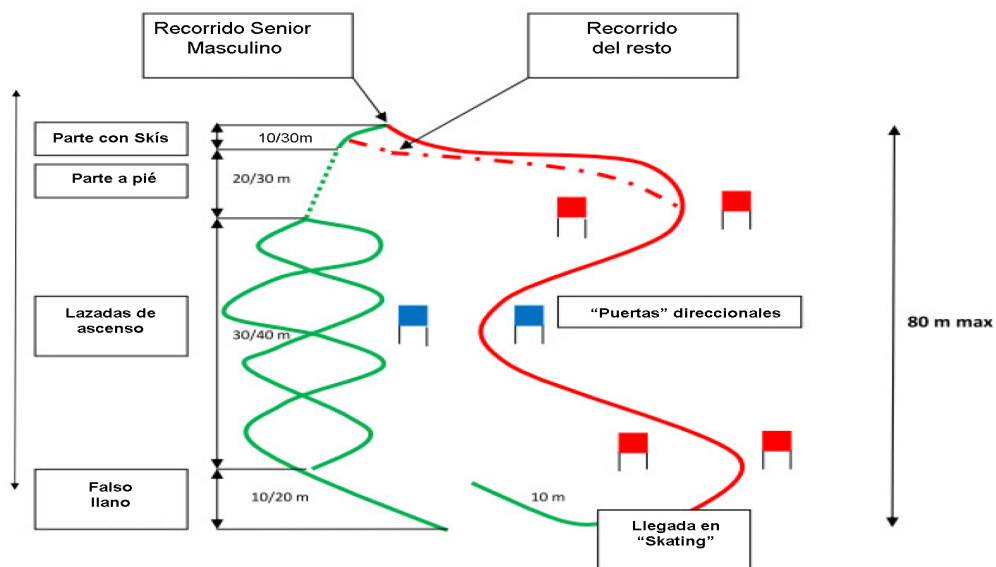 Recorrido Senior
Masculino
Recorrido
del resto
Parte con Skís
10/30m
Parte a pié
20/30 m
Lazadas de
ascenso
30/40 m
“Puertas” direccionales
80 m max
Falso
llano
10/20 m
10 m
Llegada en
“Skating”